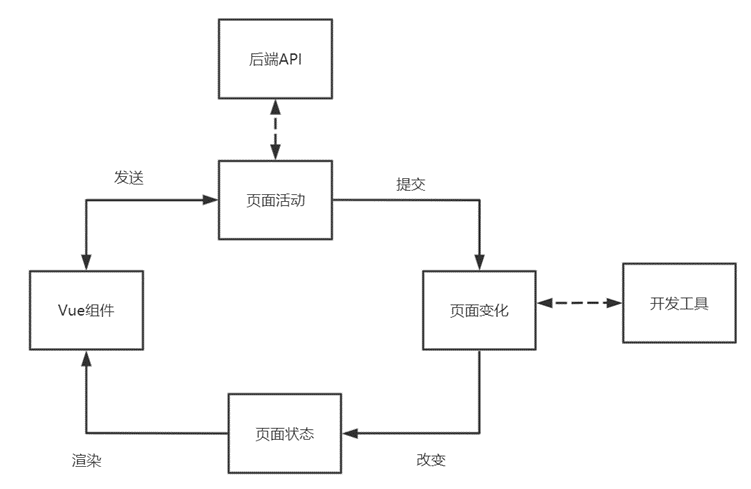 后端API
发送
页面活动
提交
Vue组件
页面变化
开发工具
页面状态
渲染
改变